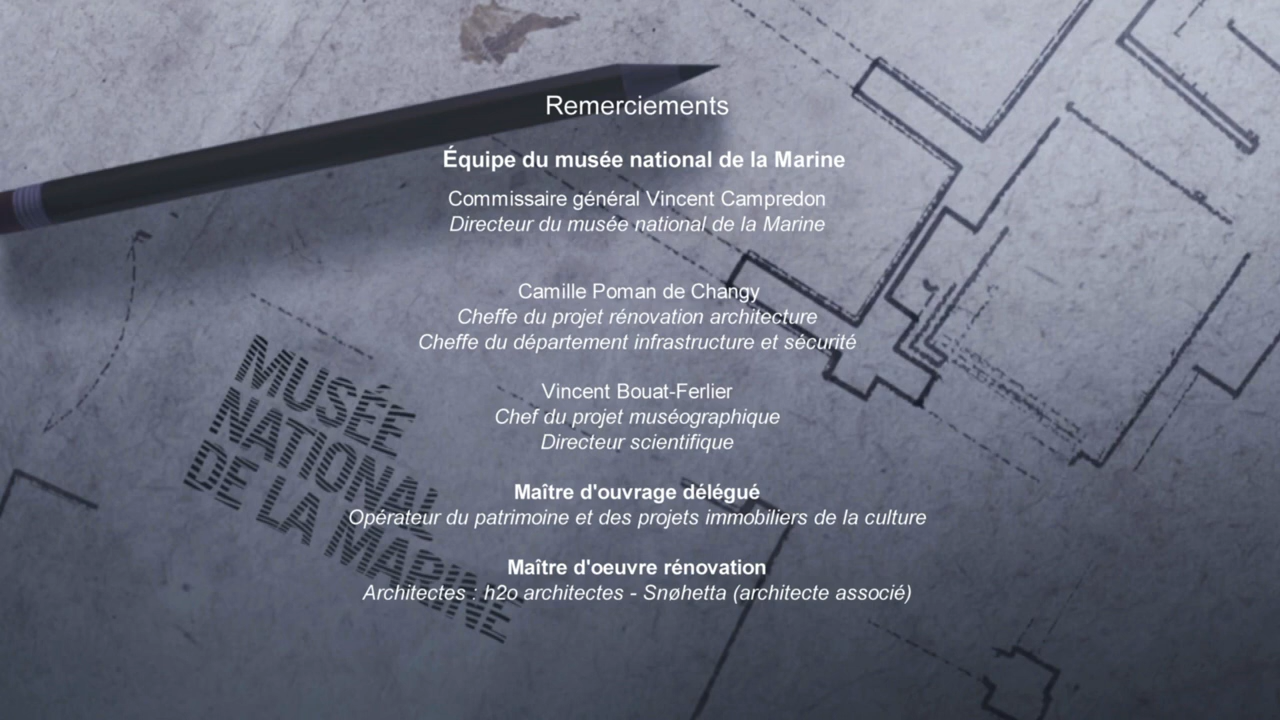 Remerciements
Équipe du musée national de la Marine
Commissaire général Vincent Campredon
Directeur du musée national de la Marine
Camille Poman de Changy
Cheffe du projet rénovation architecture
Cheffe du département infrastructure et sécurité
Vincent Bouat-Ferlier
Chef du projet muséographique
Directeur scientifique
Maître d'ouvrage délégué
Opérateur du patrimoine et des projets immobiliers de la culture
Maître d'oeuvre rénovation
Architectes : h2o architectes - Snøhetta (architecte associé)
MUSÉE
NATIONAL
DE LA MARINE